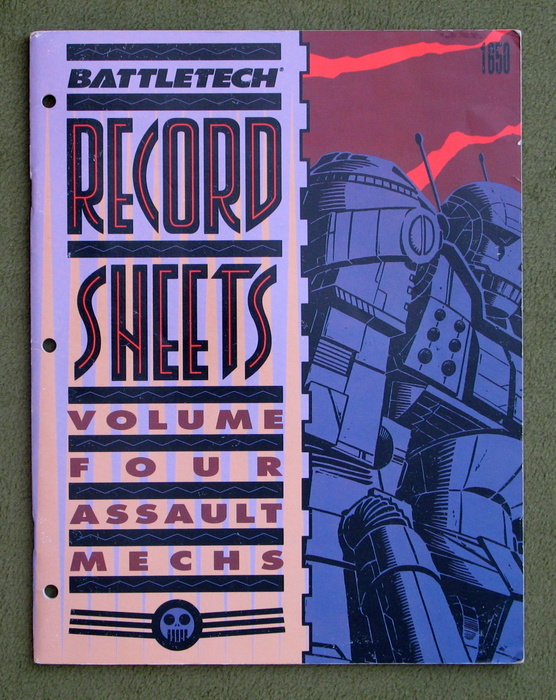 BATTLETECH®
1650
RECORD
SHEETS
VOLUME
FOUR
ASSAULT
MECHS